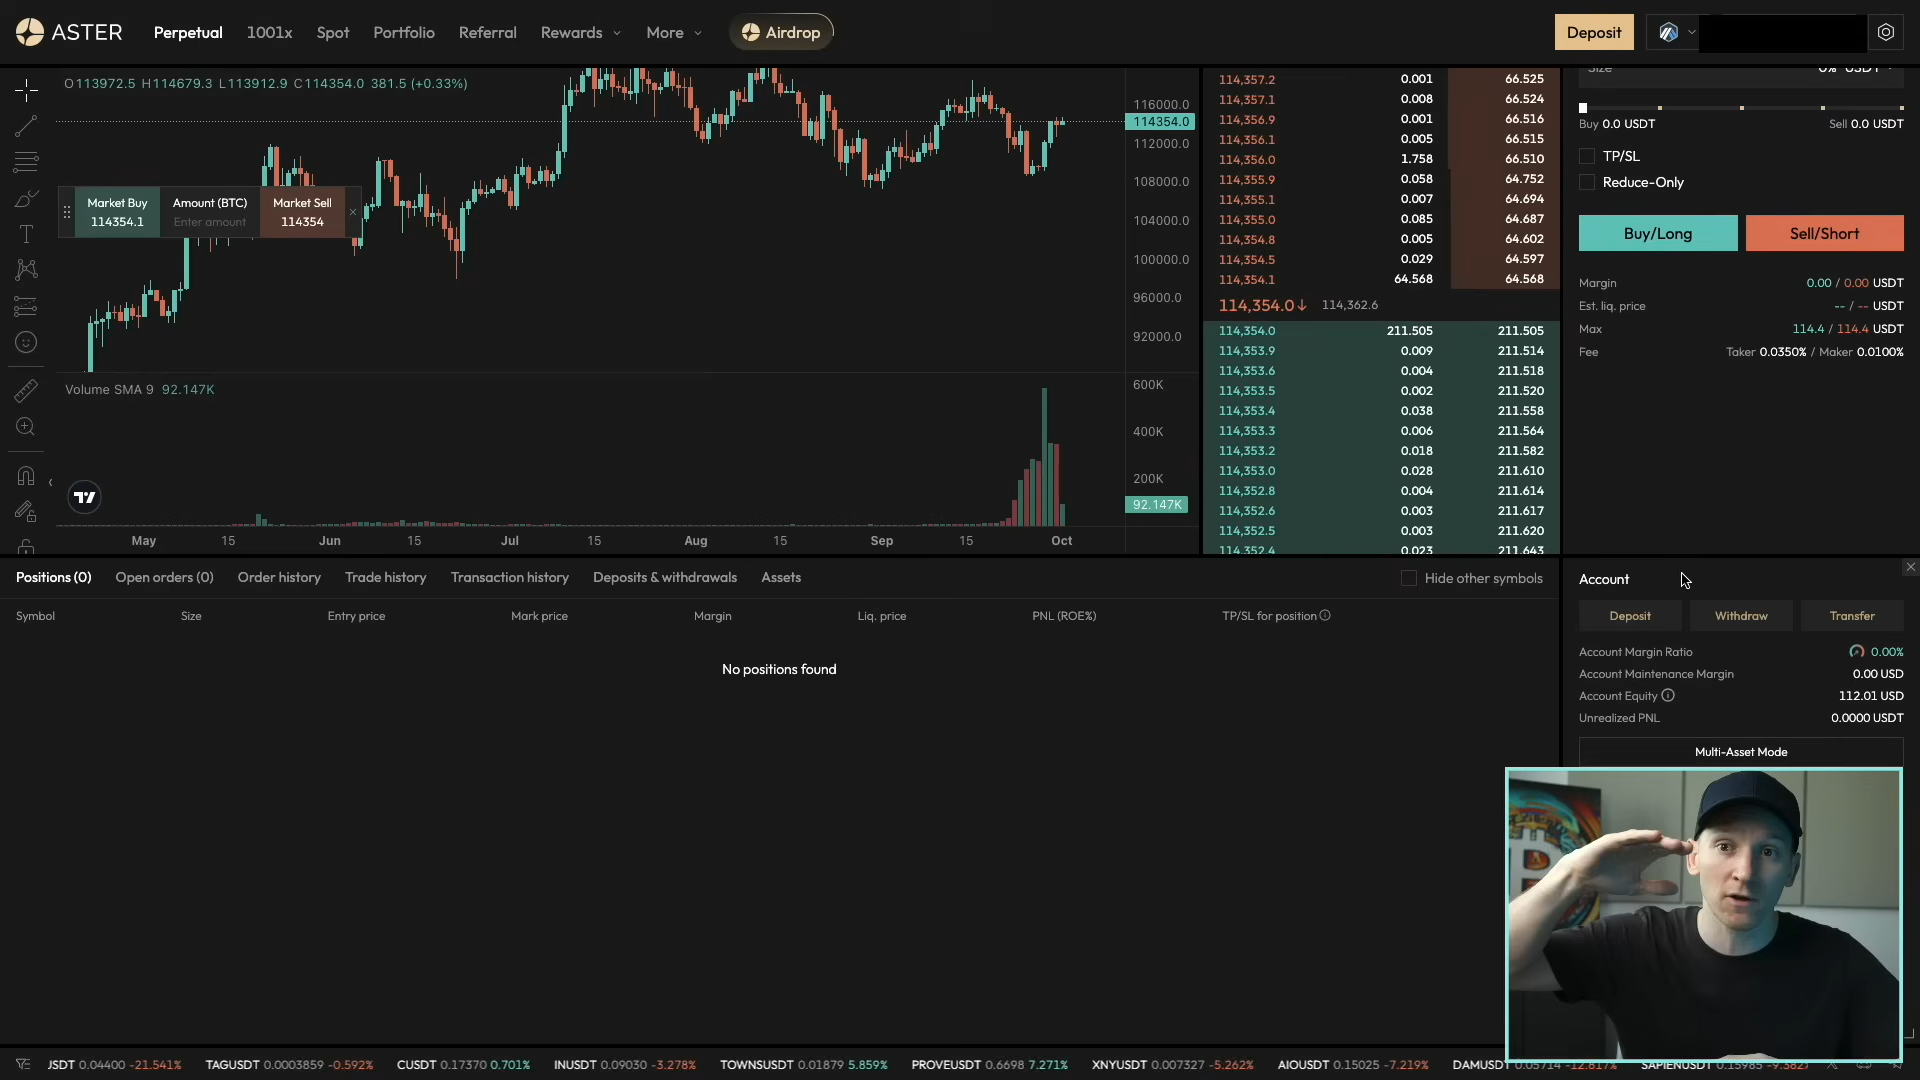 ASTER Perpetual 1001x Spot Portfolio Referral Rewards More Airdrop Deposit
O113972.5 H114679.3 L113912.9 C114354.0 381.5 (+0.33%)
116000.0
114354.0
112000.0
108000.0
104000.0
100000.0
96000.0
92000.0
Market Buy Amount (BTC) Market Sell
114354.1 Enter amount 114354
Volume SMA 9 92.147K
600K
400K
200K
92.147K
May 15 Jun 15 Jul 15 Aug 15 Sep 15 Oct
114,357.2 0.001 66.525
114,357.1 0.008 66.524
114,356.9 0.001 66.516
114,356.1 0.005 66.515
114,356.0 1.758 66.510
114,355.9 0.058 64.752
114,355.1 0.007 64.694
114,355.0 0.085 64.687
114,354.8 0.005 64.602
114,354.5 0.029 64.597
114,354.1 64.568 64.568
114,354.0↓ 114,362.6
114,354.0 211.505 211.505
114,353.9 0.009 211.514
114,353.6 0.004 211.518
114,353.5 0.002 211.520
114,353.4 0.038 211.558
114,353.3 0.006 211.564
114,353.2 0.018 211.582
114,353.0 0.028 211.610
114,352.8 0.004 211.614
114,352.6 0.003 211.617
114,352.5 0.003 211.620
114,352.4 0.023 211.643
Size 0% USDT
Buy 0.0 USDT Sell 0.0 USDT
TP/SL
Reduce-Only
Buy/Long Sell/Short
Margin 0.00 / 0.00 USDT
Est. liq. price -- / -- USDT
Max 114.4 / 114.4 USDT
Fee Taker 0.0350% / Maker 0.0100%
Positions (0) Open orders (0) Order history Trade history Transaction history Deposits & withdrawals Assets Hide other symbols
Symbol Size Entry price Mark price Margin Liq. price PNL (ROE%) TP/SL for position
No positions found
Account
Deposit Withdraw Transfer
Account Margin Ratio 0.00%
Account Maintenance Margin 0.00 USD
Account Equity 112.01 USD
Unrealized PNL 0.0000 USDT
Multi-Asset Mode
JSDT 0.04400 -21.541% TAGUSDT 0.0003859 -0.592% CUSDT 0.17370 0.701% INUSDT 0.09030 -3.278% TOWNSUSDT 0.01879 5.859% PROVEUSDT 0.6698 7.271% XNYUSDT 0.007327 -5.262% AIOUSDT 0.15025 -7.219% DAMUSDT 0.05714 -12.817% SAPIENUSDT 0.15985